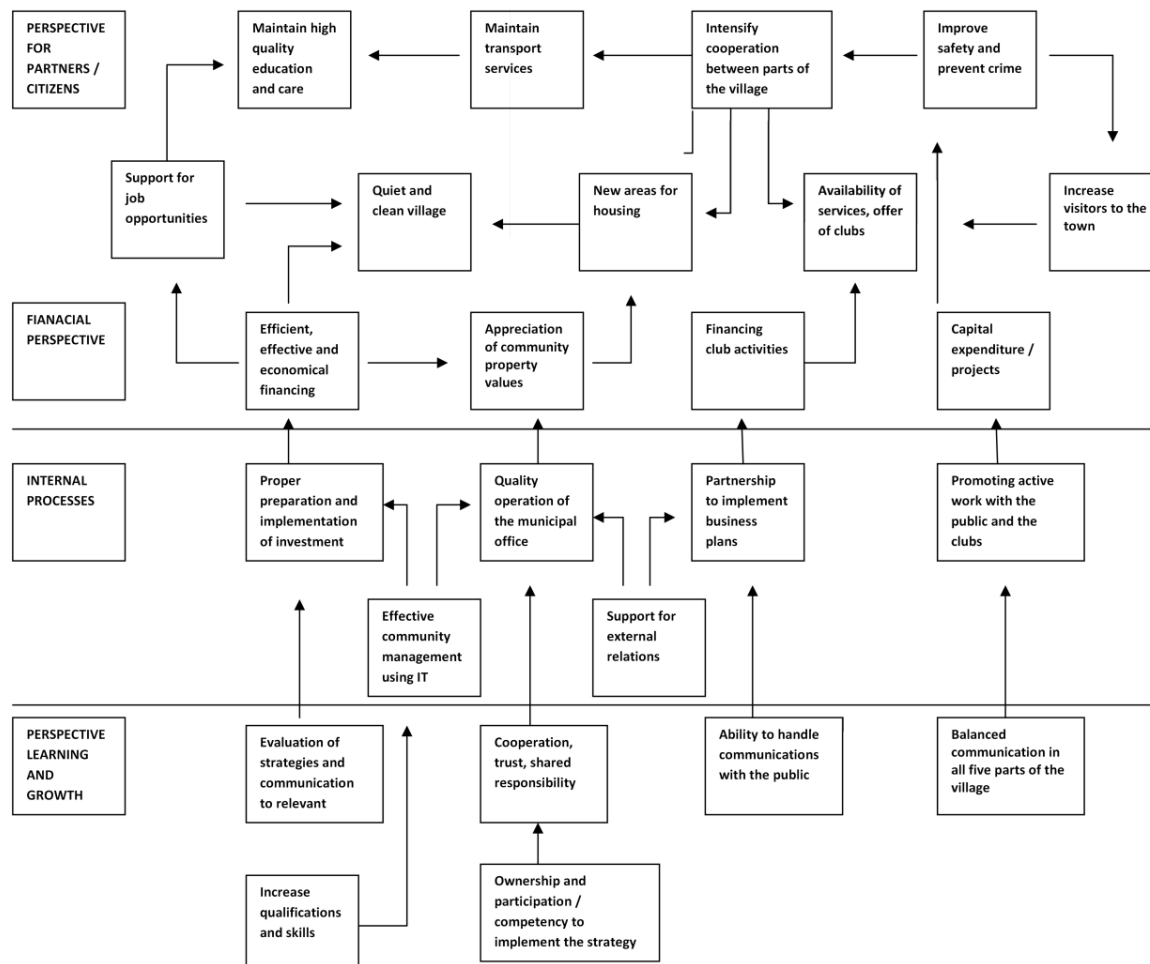 PERSPECTIVE
FOR
PARTNERS /
CITIZENS
Maintain high
quality
education
and care
Maintain
transport
services
Intensify
cooperation
between parts of
the village
Improve
safety and
prevent crime
Support for
job
opportunities
Quiet and
clean village
New areas for
housing
Availability of
services, offer
of clubs
Increase
visitors to the
town
FIANACIAL
PERSPECTIVE
Efficient,
effective and
economical
financing
Appreciation
of community
property
values
Financing
club activities
Capital
expenditure /
projects
INTERNAL
PROCESSES
Proper
preparation and
implementation
of investment
Quality
operation of
the municipal
office
Partnership
to implement
business
plans
Promoting active
work with the
public and the
clubs
Effective
community
management
using IT
Support for
external
relations
PERSPECTIVE
LEARNING
AND
GROWTH
Evaluation of
strategies and
communication
to relevant
Cooperation,
trust, shared
responsibility
Ability to handle
communications
with the public
Balanced
communication in
all five parts of the
village
Increase
qualifications
and skills
Ownership and
participation /
competency to
implement the strategy